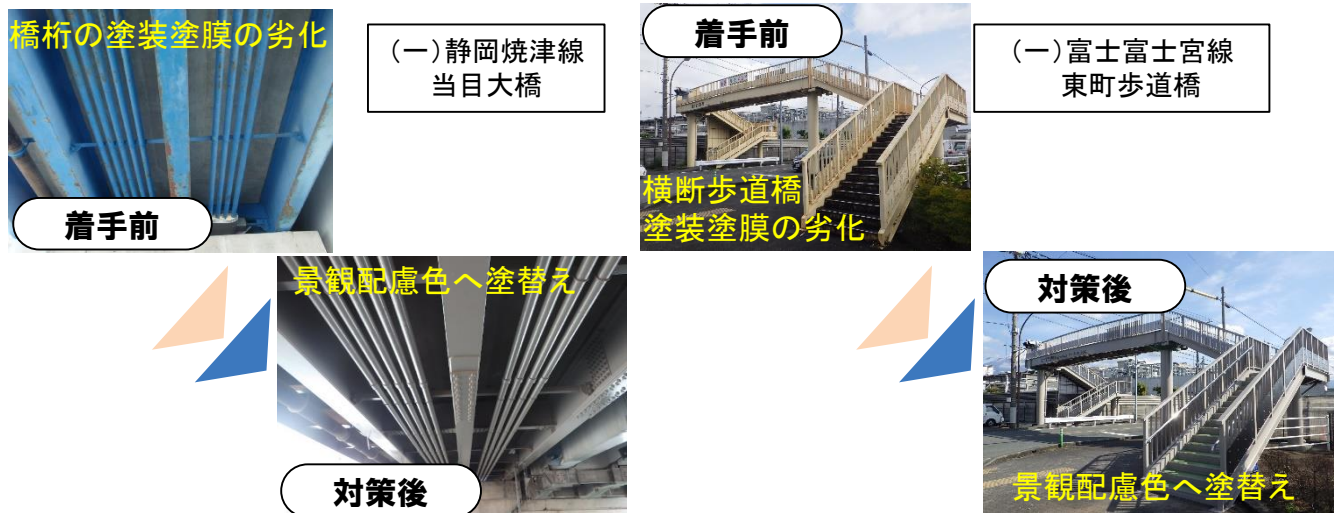 橋桁の塗装塗膜の劣化
着手前
(一)静岡焼津線
当目大橋
景観配慮色へ塗替え
対策後
着手前
横断歩道橋
塗装塗膜の劣化
(一)富士富士宮線
東町歩道橋
対策後
景観配慮色へ塗替え